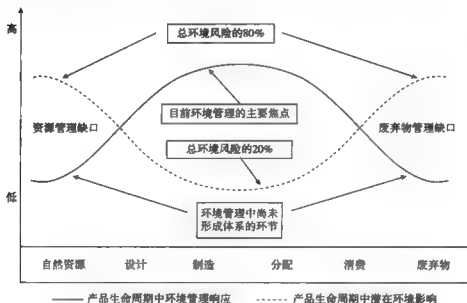 高
总环境风险的80%
资源管理缺口
目前环境管理的主要焦点
废弃物管理缺口
总环境风险的20%
低
环境管理中尚未
形成体系的环节
自然资源 设计 制造 分配 消费 废弃物
产品生命周期中环境管理响应 产品生命周期中潜在环境影响